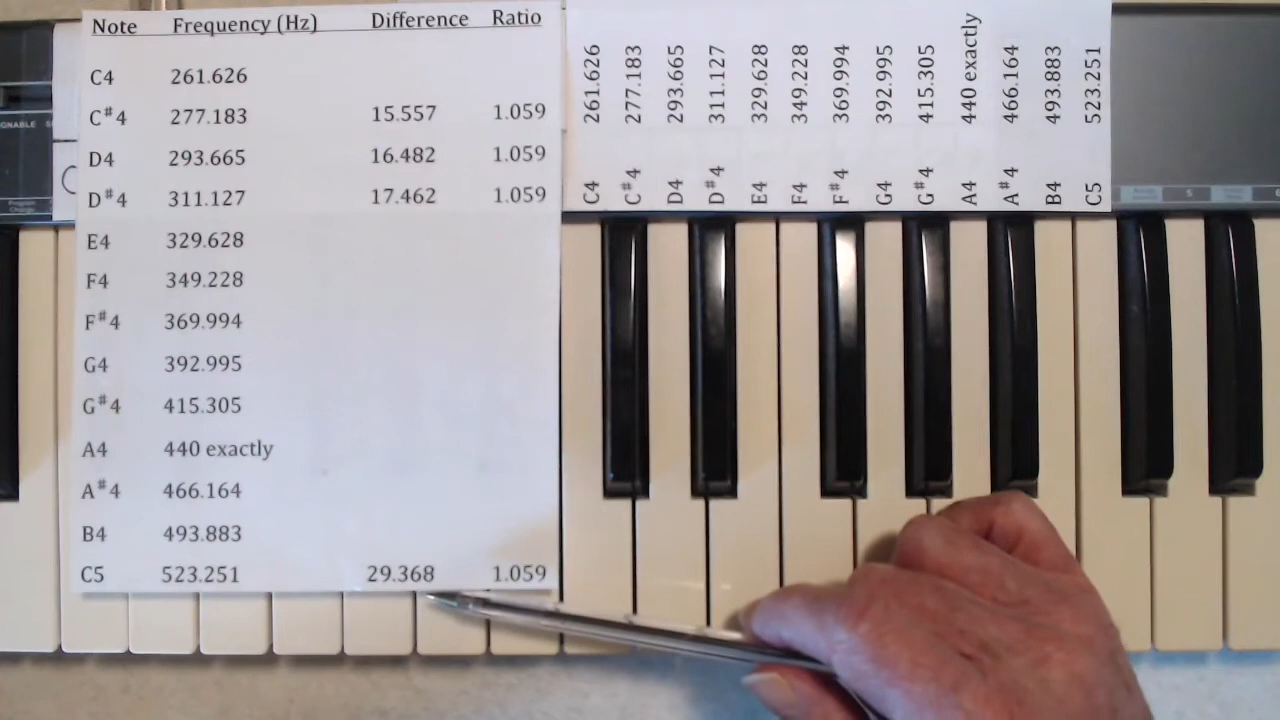 Note Frequency (Hz) Difference Ratio
C4 261.626
C#4 277.183 15.557 1.059
D4 293.665 16.482 1.059
D#4 311.127 17.462 1.059
E4 329.628
F4 349.228
F#4 369.994
G4 392.995
G#4 415.305
A4 440 exactly
A#4 466.164
B4 493.883
C5 523.251 29.368 1.059
C4 261.626
C#4 277.183
D4 293.665
D#4 311.127
E4 329.628
F4 349.228
F#4 369.994
G4 392.995
G#4 415.305
A4 440 exactly
A#4 466.164
B4 493.883
C5 523.251
Program
Change